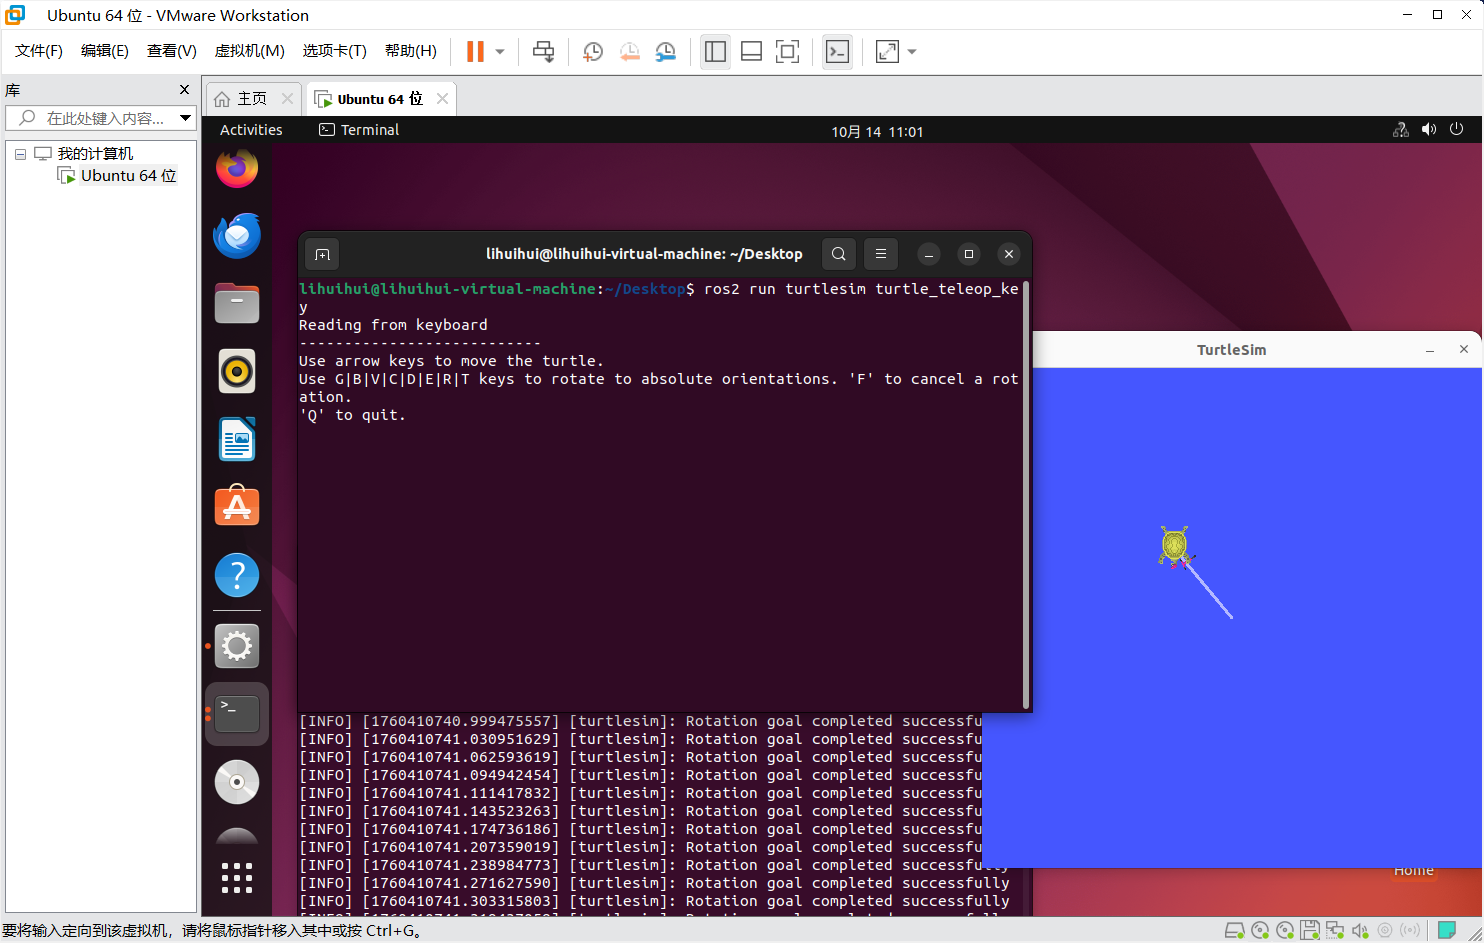 Ubuntu 64 位 - VMware Workstation
文件(F) 编辑(E) 查看(V) 虚拟机(M) 选项卡(T) 帮助(H)
库
在此处键入内容...
我的计算机
Ubuntu 64 位
主页
Ubuntu 64 位
Activities
Terminal
10月 14 11:01
lihuihui@lihuihui-virtual-machine: ~/Desktop
lihuihui@lihuihui-virtual-machine:~/Desktop$ ros2 run turtlesim turtle_teleop_ke
y
Reading from keyboard
---------------------------
Use arrow keys to move the turtle.
Use G|B|V|C|D|E|R|T keys to rotate to absolute orientations. 'F' to cancel a rot
ation.
'Q' to quit.
TurtleSim
[INFO] [1760410740.999475557] [turtlesim]: Rotation goal completed successfu
[INFO] [1760410741.030951629] [turtlesim]: Rotation goal completed successfu
[INFO] [1760410741.062593619] [turtlesim]: Rotation goal completed successfu
[INFO] [1760410741.094942454] [turtlesim]: Rotation goal completed successfu
[INFO] [1760410741.111417832] [turtlesim]: Rotation goal completed successfu
[INFO] [1760410741.143523263] [turtlesim]: Rotation goal completed successfu
[INFO] [1760410741.174736186] [turtlesim]: Rotation goal completed successfu
[INFO] [1760410741.207359019] [turtlesim]: Rotation goal completed successfu
[INFO] [1760410741.238984773] [turtlesim]: Rotation goal completed successfully
[INFO] [1760410741.271627590] [turtlesim]: Rotation goal completed successfully
[INFO] [1760410741.303315803] [turtlesim]: Rotation goal completed successfully
Home
要将输入定向到该虚拟机，请将鼠标指针移入其中或按 Ctrl+G。